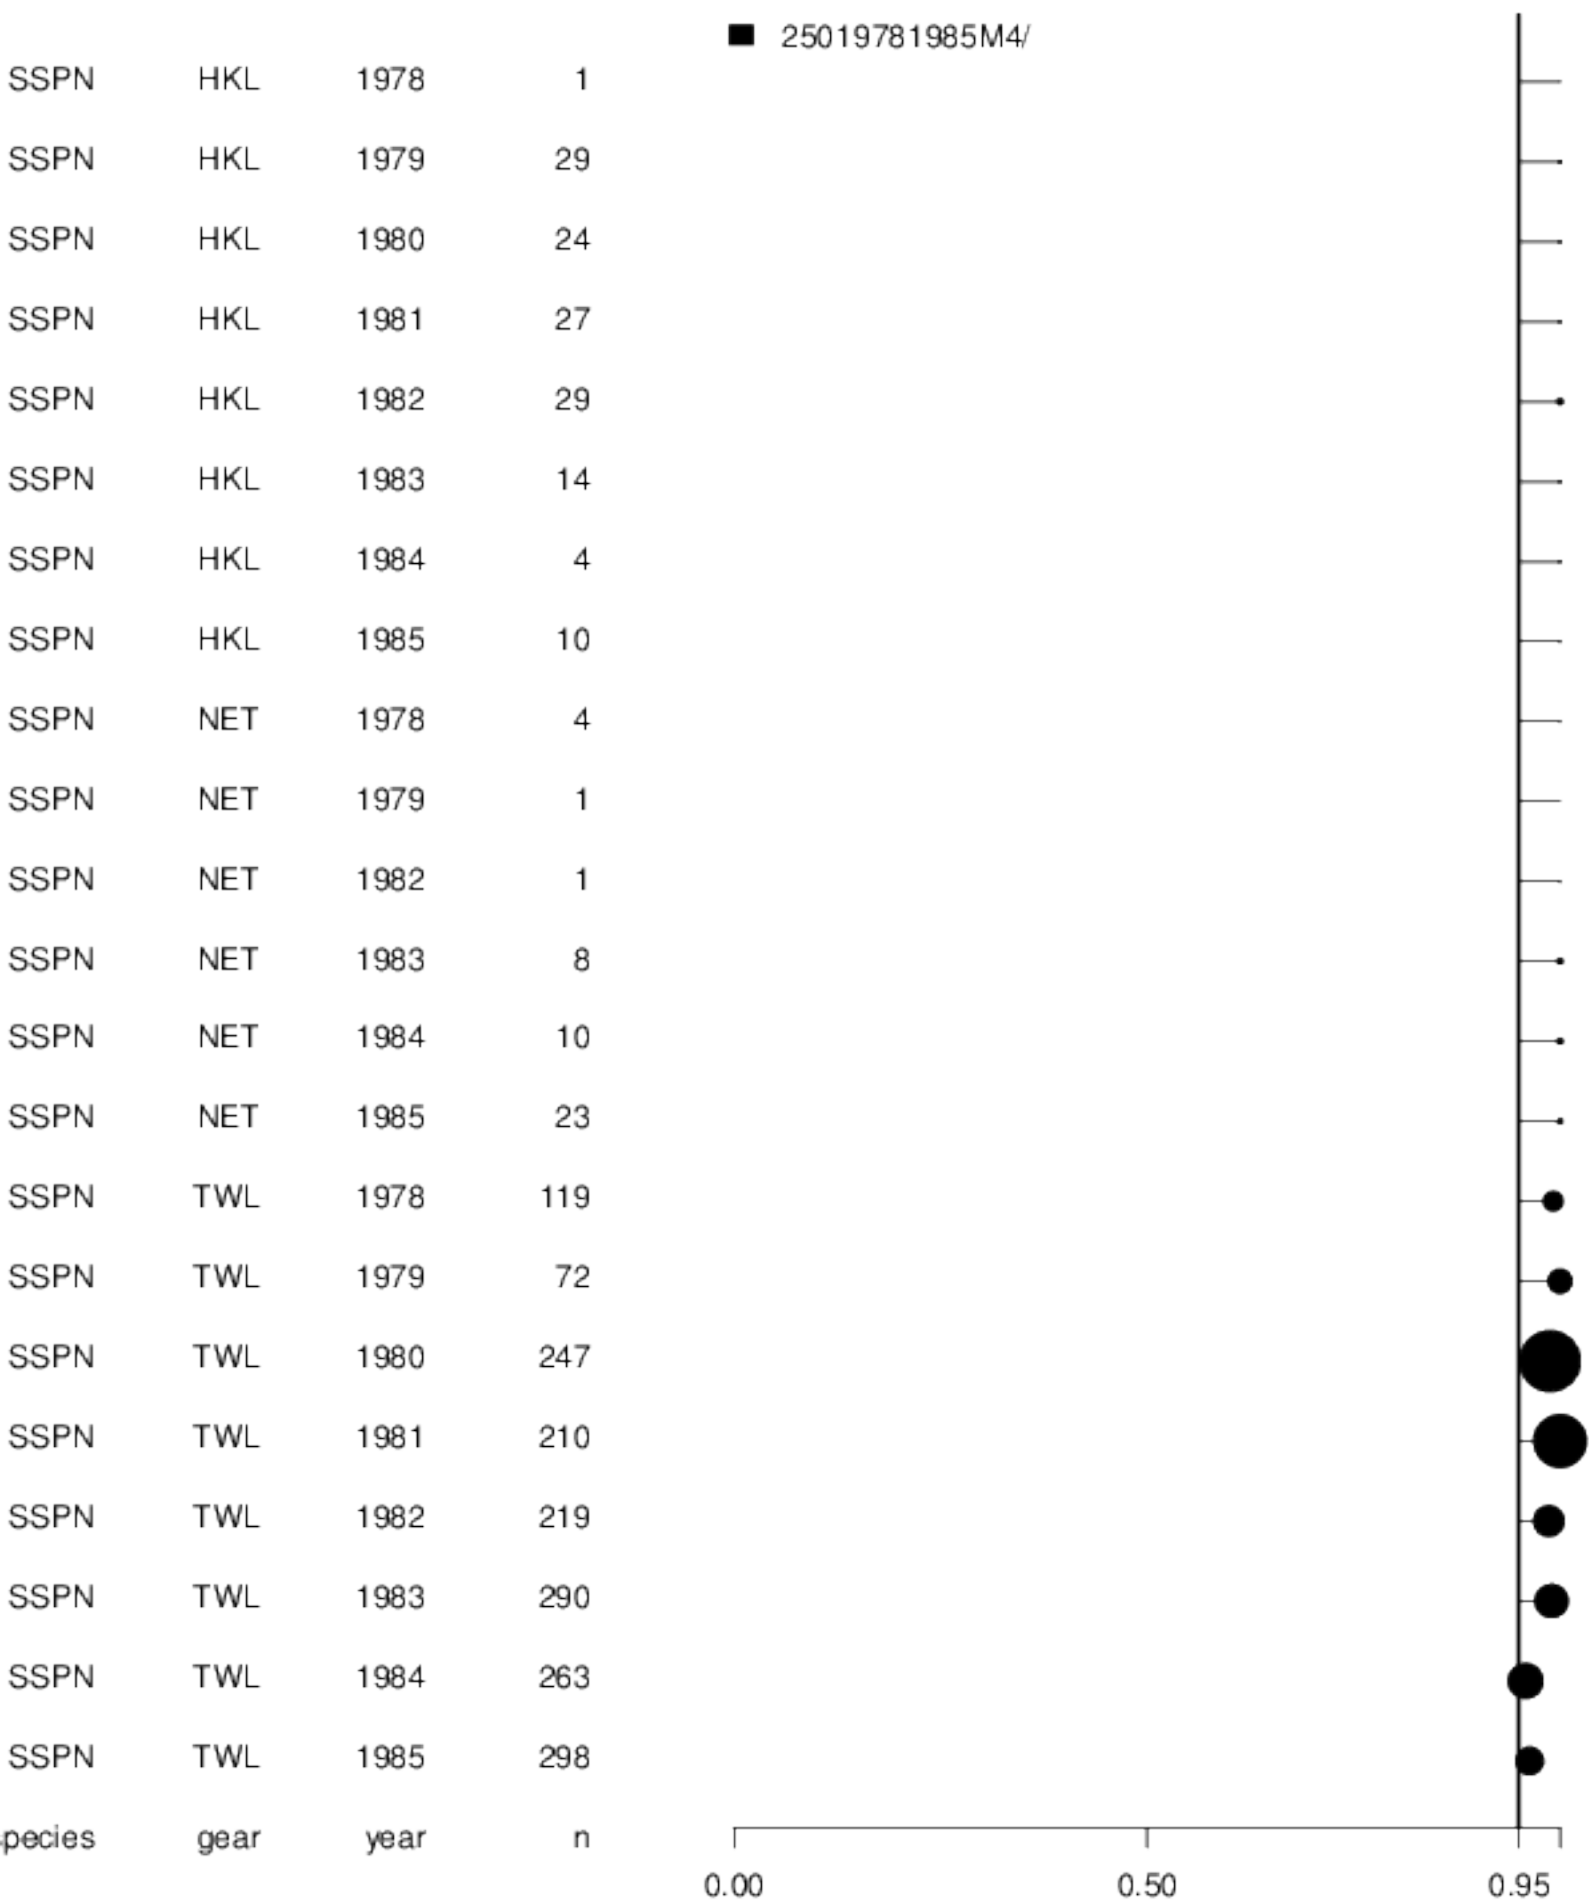 25019781985M4/
SSPN HKL 1978 1
SSPN HKL 1979 29
SSPN HKL 1980 24
SSPN HKL 1981 27
SSPN HKL 1982 29
SSPN HKL 1983 14
SSPN HKL 1984 4
SSPN HKL 1985 10
SSPN NET 1978 4
SSPN NET 1979 1
SSPN NET 1982 1
SSPN NET 1983 8
SSPN NET 1984 10
SSPN NET 1985 23
SSPN TWL 1978 119
SSPN TWL 1979 72
SSPN TWL 1980 247
SSPN TWL 1981 210
SSPN TWL 1982 219
SSPN TWL 1983 290
SSPN TWL 1984 263
SSPN TWL 1985 298
pecies gear year n
0.00 0.50 0.95